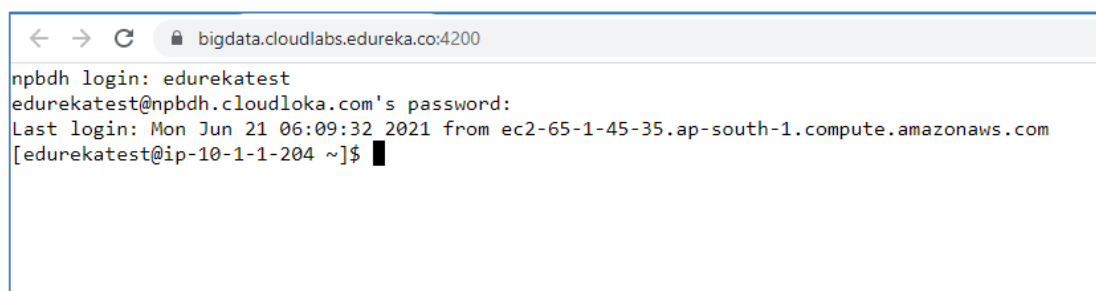 bigdata.cloudlabs.edureka.co:4200
npbdh login: edurekatest
edurekatest@npbdh.cloudloka.com's password:
Last login: Mon Jun 21 06:09:32 2021 from ec2-65-1-45-35.ap-south-1.compute.amazonaws.com
[edurekatest@ip-10-1-1-204 ~]$